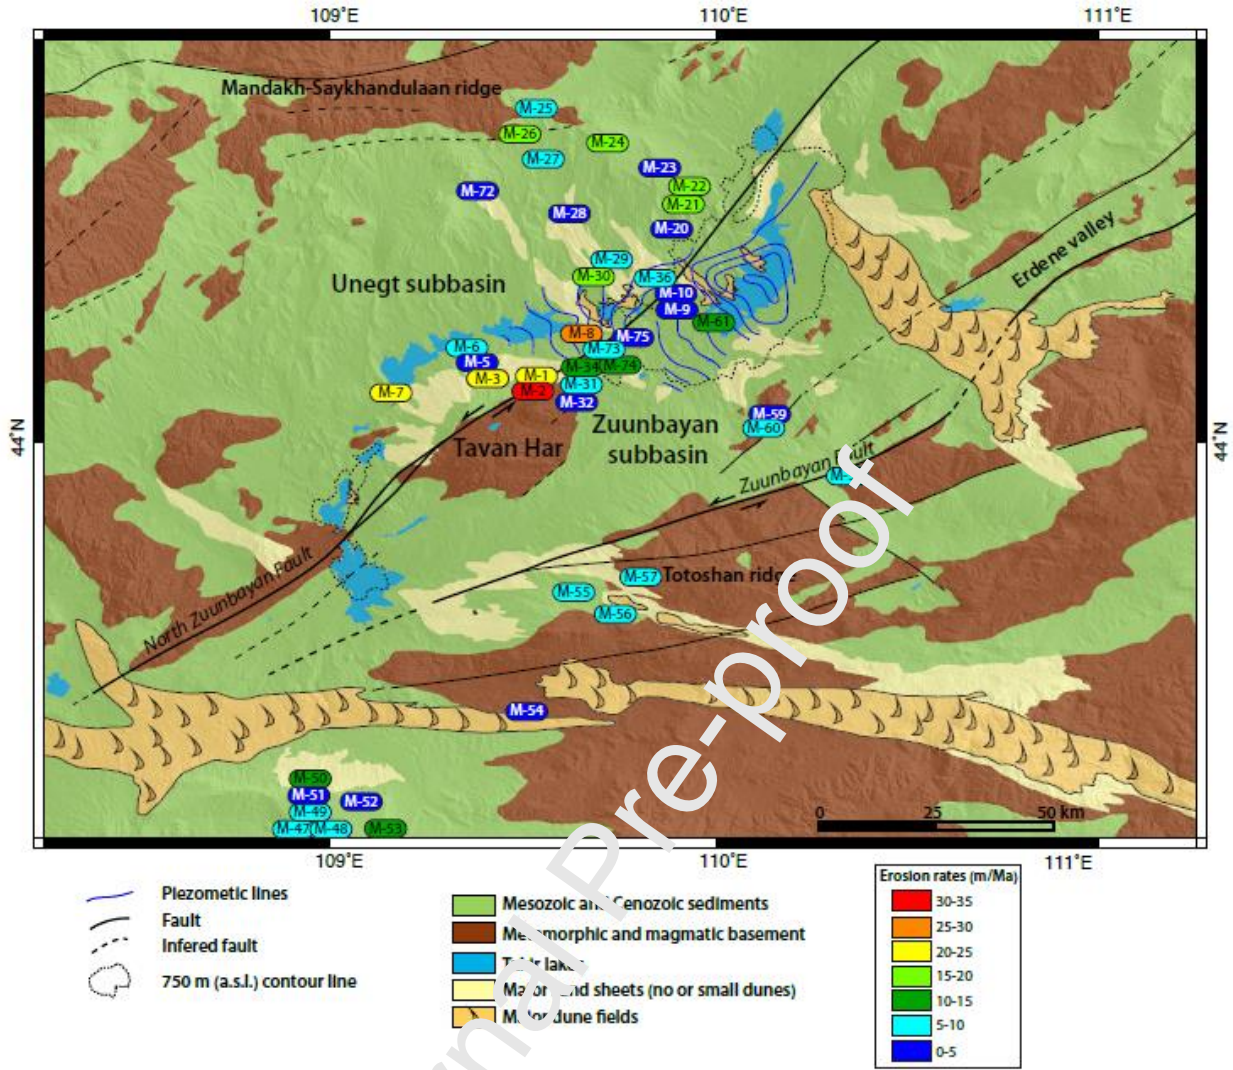 109°E 110°E 111°E
Mandakh-Saykhandulaan ridge
M-25
M-26
M-24
M-27
M-23
M-72
M-22
M-21
M-28
M-20
Erdene valley
M-29
Unegt subbasin
M-30
M-36
M-10
M-9
M-61
M-8
M-75
M-6
M-73
M-5
M-34
M-74
M-3
M-1
M-31
M-7
M-2
M-32
M-59
M-60
44°N
44°N
Tavan Har
Zuunbayan
subbasin
Zuunbayan Fault
North Zuunbayan Fault
M-57
Totoshan ridge
M-55
M-56
M-54
M-50
M-51
M-52
M-49
M-47
M-48
M-53
0 25 50 km
109°E 110°E 111°E
Piezometic lines
Fault
Infered fault
750 m (a.s.l.) contour line
Mesozoic and Cenozoic sediments
Metamorphic and magmatic basement
lakes
Major sand sheets (no or small dunes)
Major dune fields
Erosion rates (m/Ma)
30-35
25-30
20-25
15-20
10-15
5-10
0-5
nal Pre-proof